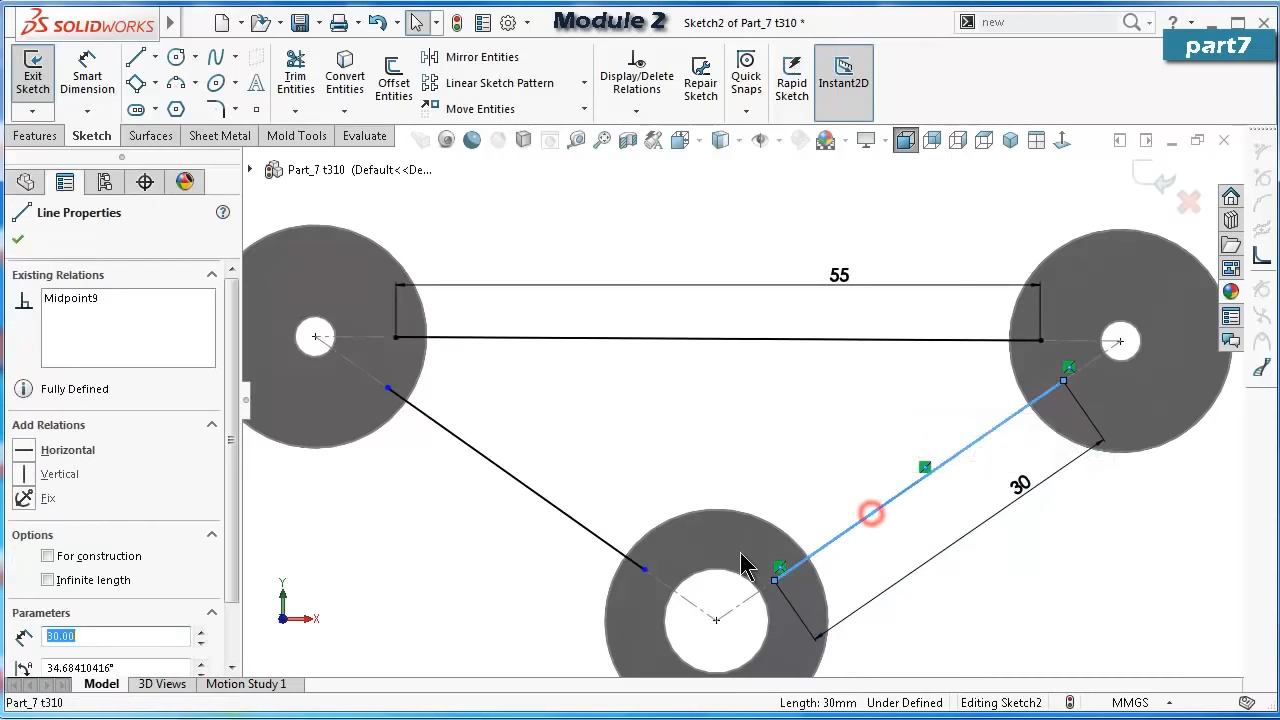 SOLIDWORKS
Module 2
Sketch2 of Part_7 t310 *
new
?
part7
Exit Sketch
Smart Dimension
Trim Entities
Convert Entities
Offset Entities
Mirror Entities
Linear Sketch Pattern
Move Entities
Display/Delete Relations
Repair Sketch
Quick Snaps
Rapid Sketch
Instant2D
Features
Sketch
Surfaces
Sheet Metal
Mold Tools
Evaluate
Part_7 t310 (Default<<De...
Line Properties
?
Existing Relations
Midpoint9
Fully Defined
Add Relations
Horizontal
Vertical
Fix
Options
For construction
Infinite length
Parameters
30.00
34.68410416°
55
30
Y
X
Model
3D Views
Motion Study 1
Part_7 t310
Length: 30mm
Under Defined
Editing Sketch2
MMGS